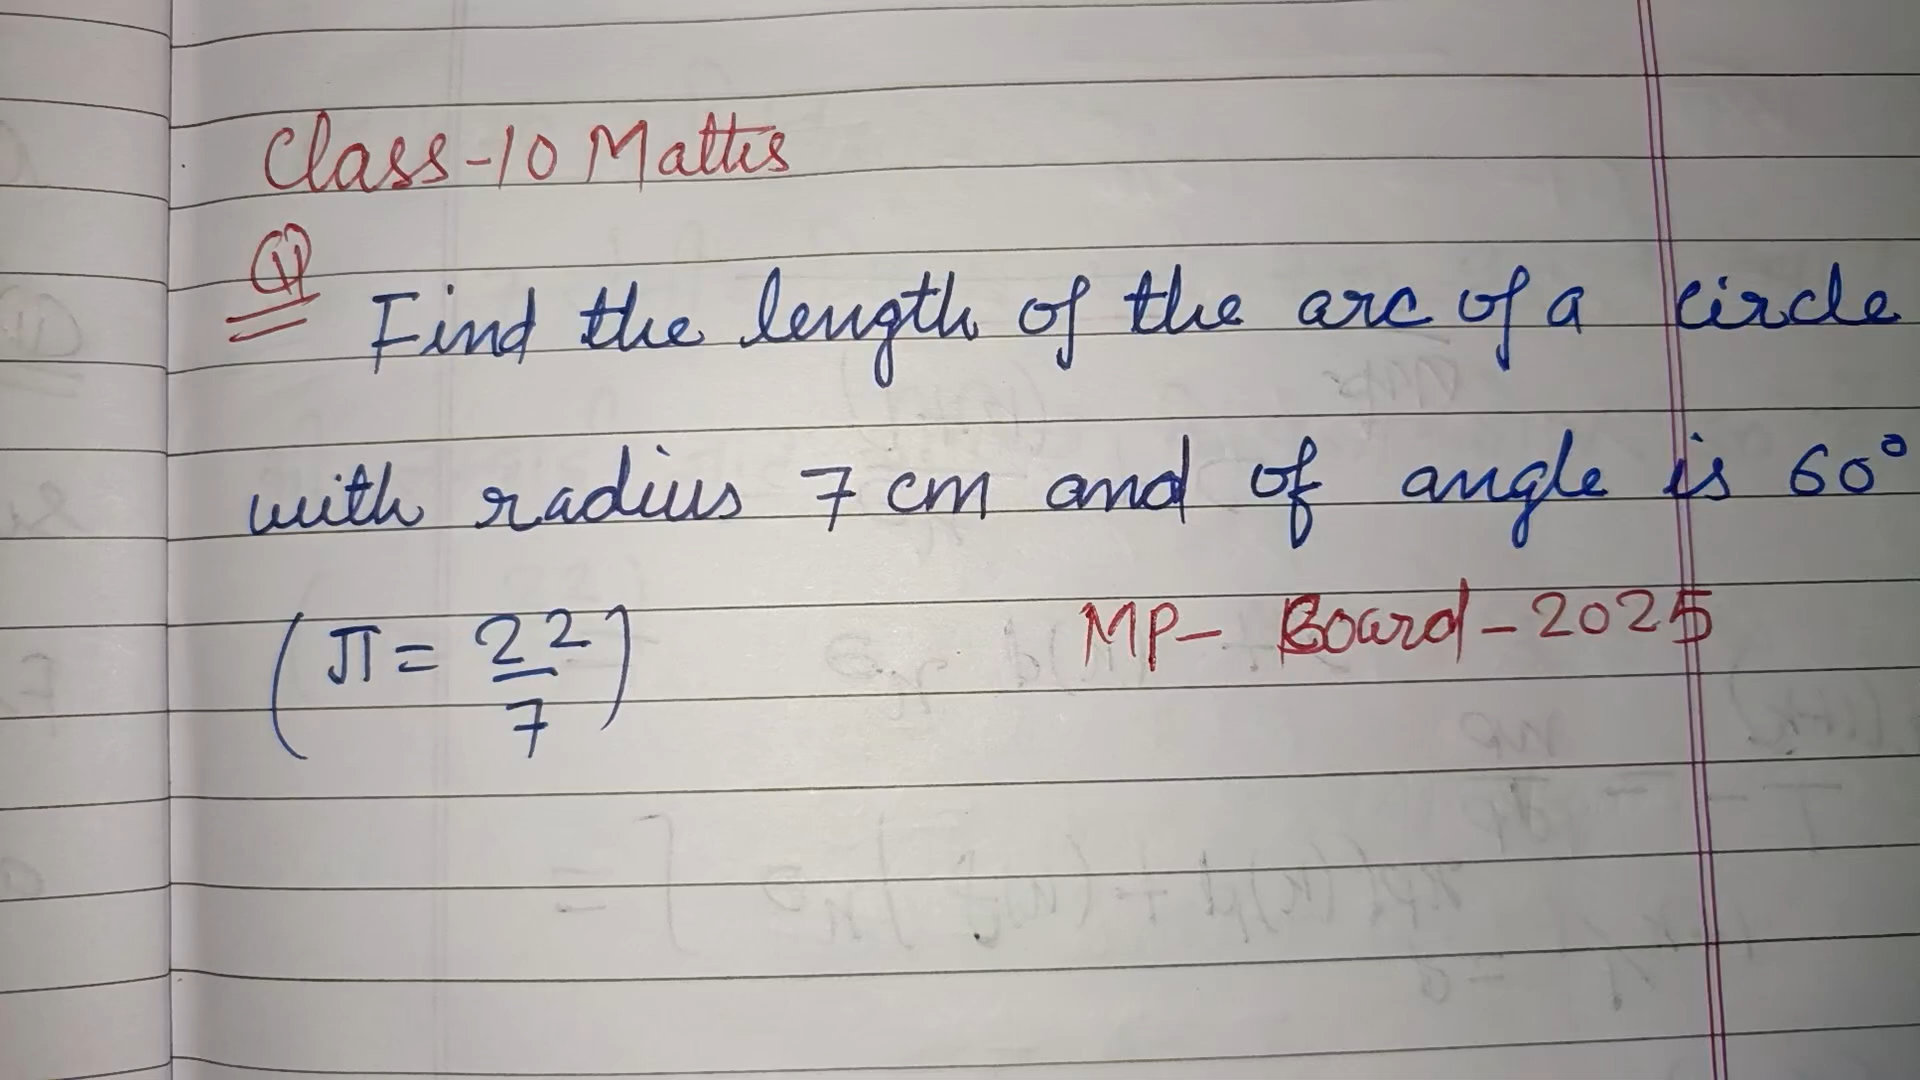 Class-10 Maths
Q1
Find the length of the arc of a circle
with radius 7 cm and of angle is 60°
(π = 22/7)
MP- Board-2025